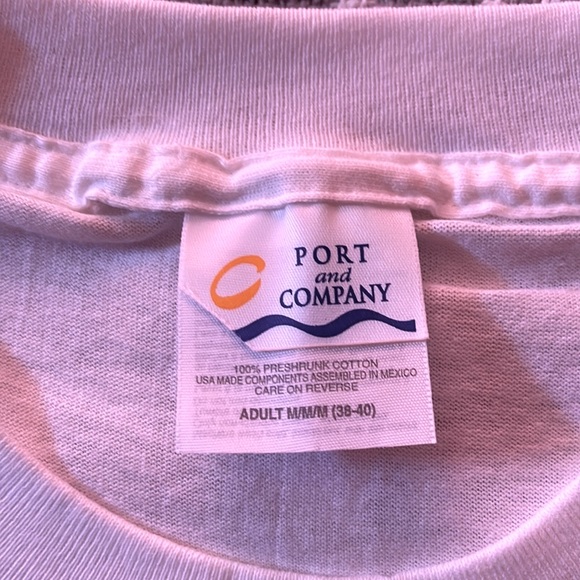 PORT
and
COMPANY
100% PRESHRUNK COTTON
USA MADE COMPONENTS ASSEMBLED IN MEXICO
CARE ON REVERSE
ADULT M/M/M (38-40)